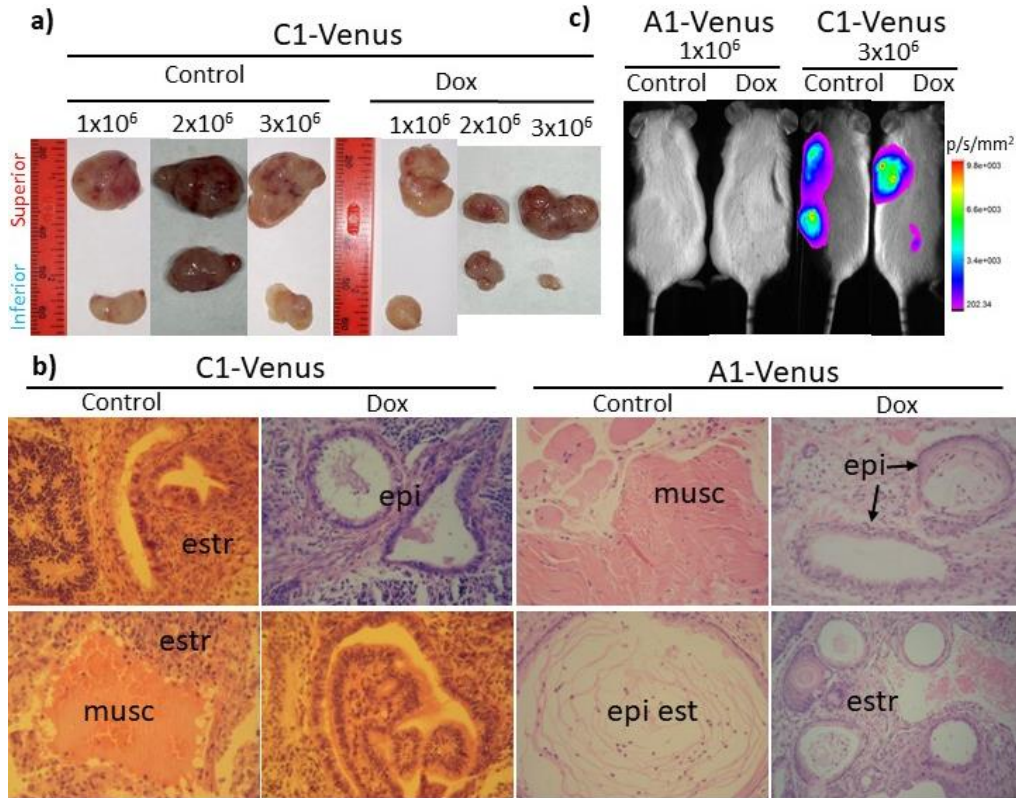 a)
C1-Venus
Control
Dox
1x10⁶ 2x10⁶ 3x10⁶
1x10⁶ 2x10⁶ 3x10⁶
Superior
Inferior
c)
A1-Venus
1x10⁶
C1-Venus
3x10⁶
Control Dox Control Dox
p/s/mm²
9.8e+003
6.6e+003
3.4e+003
202.34
b)
C1-Venus
A1-Venus
Control Dox Control Dox
estr
epi
musc
epi
estr
musc
epi est
estr